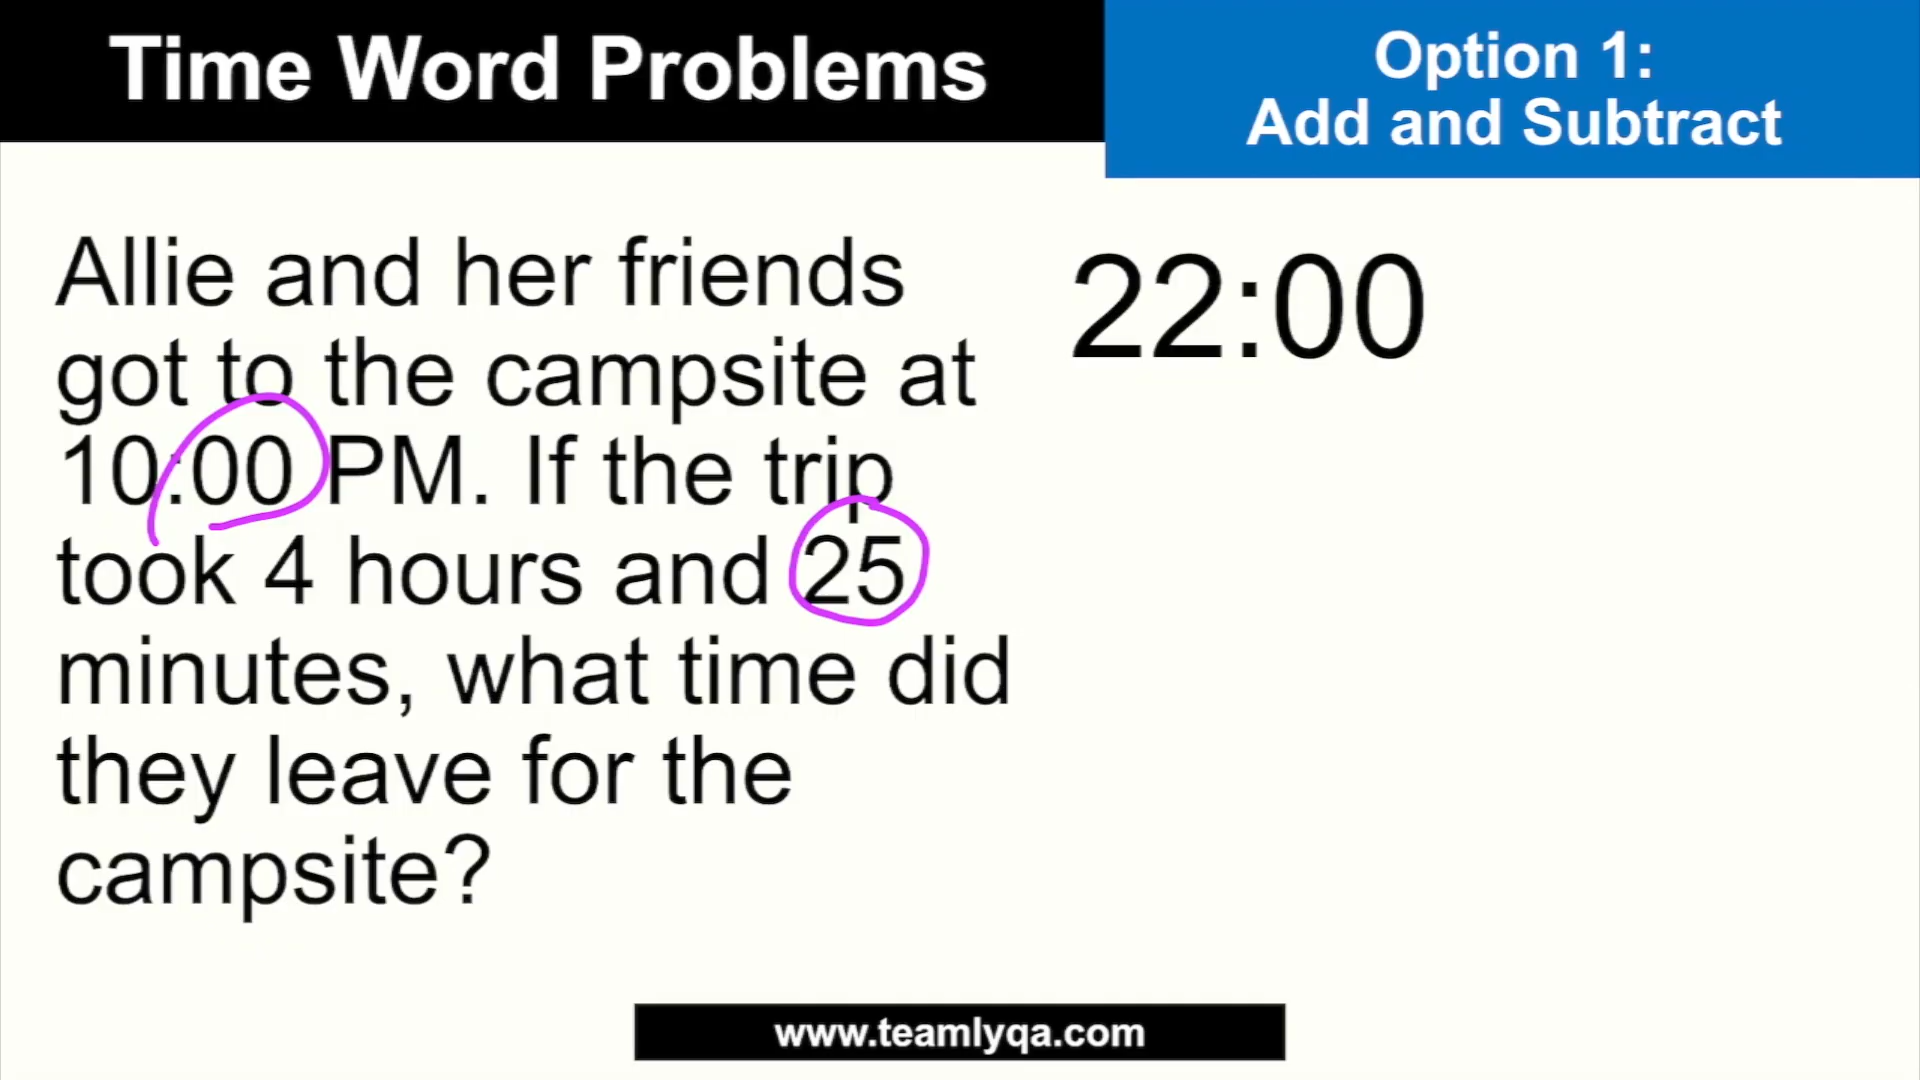 Time Word Problems
Option 1:
Add and Subtract
Allie and her friends
got to the campsite at
10:00 PM. If the trip
took 4 hours and 25
minutes, what time did
they leave for the
campsite?
22:00
www.teamlyqa.com